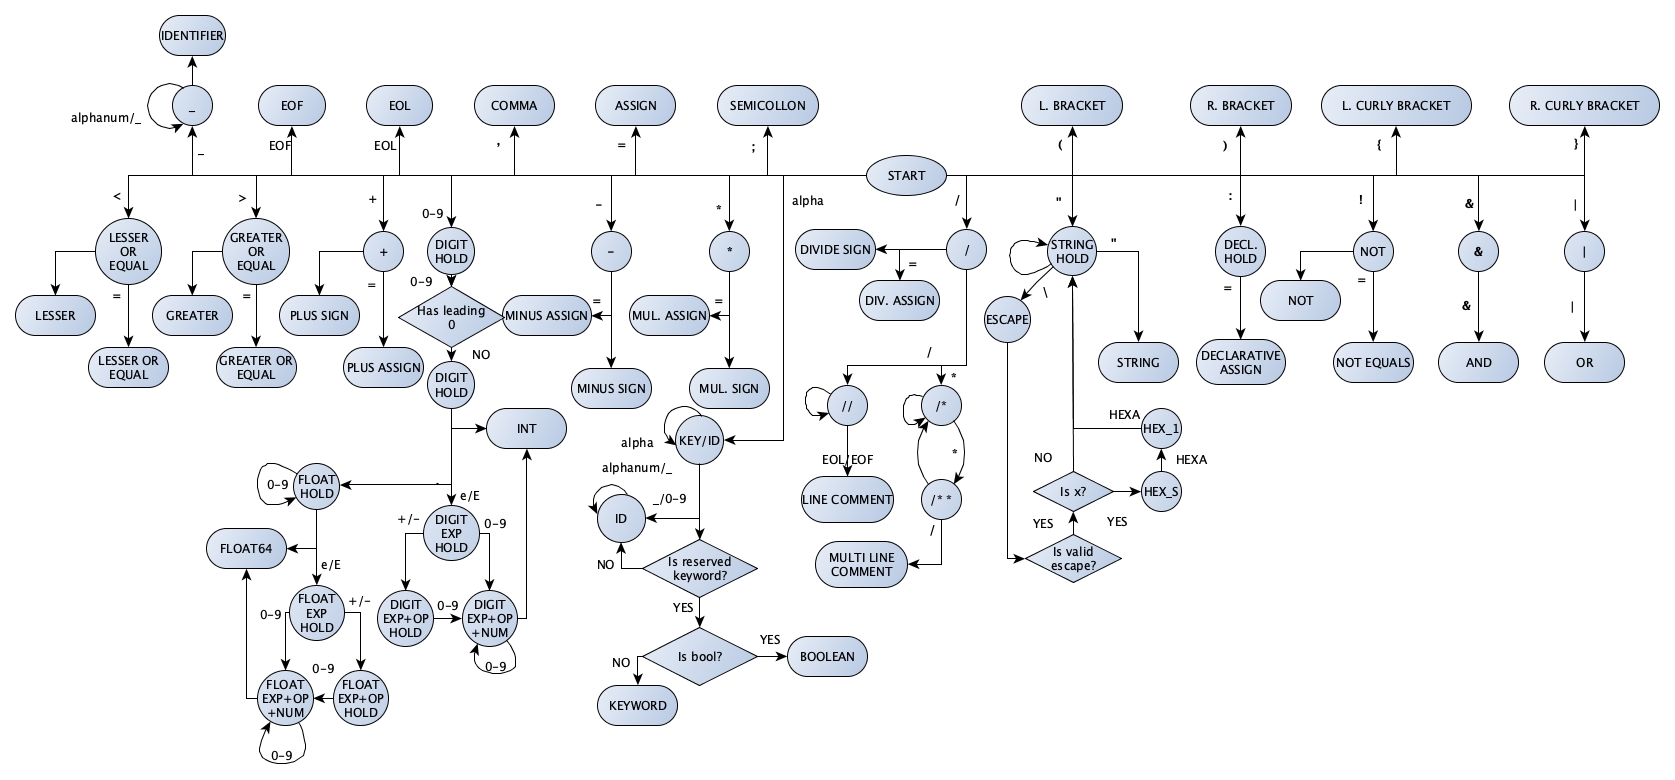 IDENTIFIER
_
alphanum/_
_
EOF
EOF
EOL
EOL
COMMA
,
ASSIGN
=
SEMICOLLON
;
START
L. BRACKET
(
R. BRACKET
)
L. CURLY BRACKET
{
R. CURLY BRACKET
}
<
LESSER
OR
EQUAL
=
LESSER
LESSER OR
EQUAL
>
GREATER
OR
EQUAL
=
GREATER
GREATER OR
EQUAL
+
+
=
PLUS SIGN
PLUS ASSIGN
0-9
DIGIT
HOLD
0-9
Has leading
0
NO
DIGIT
HOLD
INT
.
e/E
FLOAT
HOLD
0-9
FLOAT64
e/E
FLOAT
EXP
HOLD
0-9
+/-
0-9
FLOAT
EXP+OP
+NUM
FLOAT
EXP+OP
HOLD
0-9
DIGIT
EXP
HOLD
+/-
0-9
DIGIT
EXP+OP
HOLD
0-9
DIGIT
EXP+OP
+NUM
0-9
-
-
=
MINUS ASSIGN
MINUS SIGN
*
*
=
MUL. ASSIGN
MUL. SIGN
alpha
KEY/ID
alpha
alphanum/_
ID
_/0-9
Is reserved
keyword?
NO
YES
Is bool?
YES
BOOLEAN
NO
KEYWORD
/
/
DIVIDE SIGN
=
DIV. ASSIGN
/
*
//
EOL/EOF
LINE COMMENT
/*
*
/**
/
MULTI LINE
COMMENT
"
STRING
HOLD
"
STRING
\
ESCAPE
Is valid
escape?
YES
Is x?
NO
YES
HEX_S
HEXA
HEX_1
HEXA
:
DECL.
HOLD
=
DECLARATIVE
ASSIGN
!
NOT
NOT
=
NOT EQUALS
&
&
&
AND
|
|
|
OR